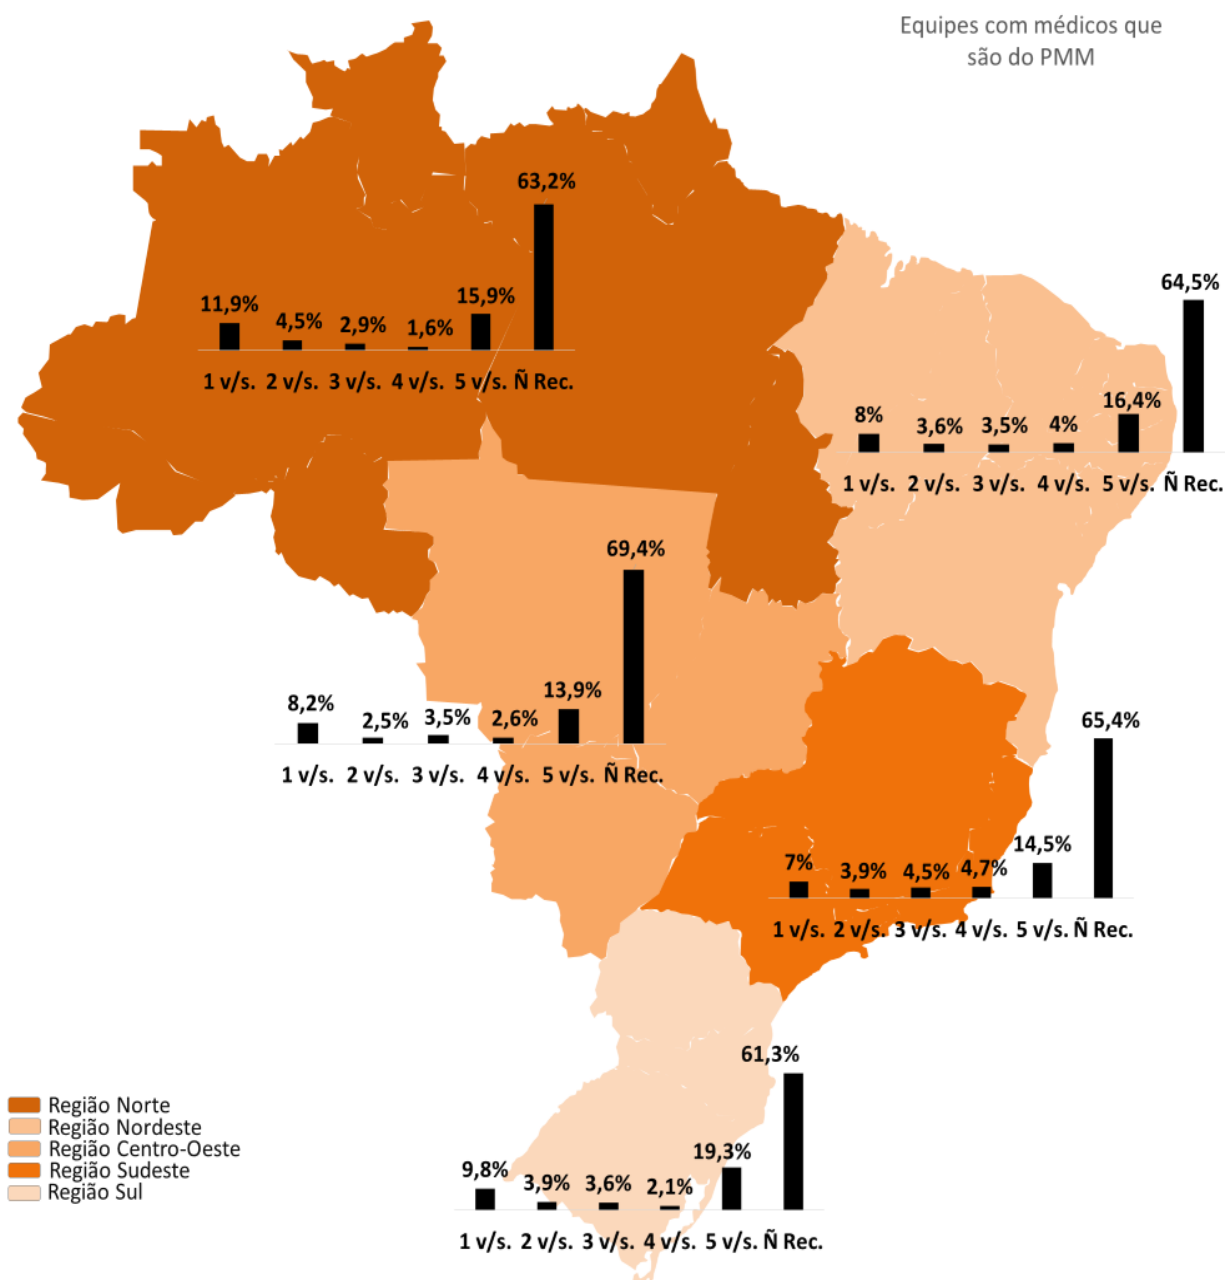 Equipes com médicos que
são do PMM
63,2%
11,9% 4,5% 2,9% 1,6% 15,9%
1 v/s. 2 v/s. 3 v/s. 4 v/s. 5 v/s. Ñ Rec.
64,5%
8% 3,6% 3,5% 4% 16,4%
1 v/s. 2 v/s. 3 v/s. 4 v/s. 5 v/s. Ñ Rec.
69,4%
8,2% 2,5% 3,5% 2,6% 13,9%
1 v/s. 2 v/s. 3 v/s. 4 v/s. 5 v/s. Ñ Rec.
65,4%
7% 3,9% 4,5% 4,7% 14,5%
1 v/s. 2 v/s. 3 v/s. 4 v/s. 5 v/s. Ñ Rec.
61,3%
9,8% 3,9% 3,6% 2,1% 19,3%
1 v/s. 2 v/s. 3 v/s. 4 v/s. 5 v/s. Ñ Rec.
Região Norte
Região Nordeste
Região Centro-Oeste
Região Sudeste
Região Sul